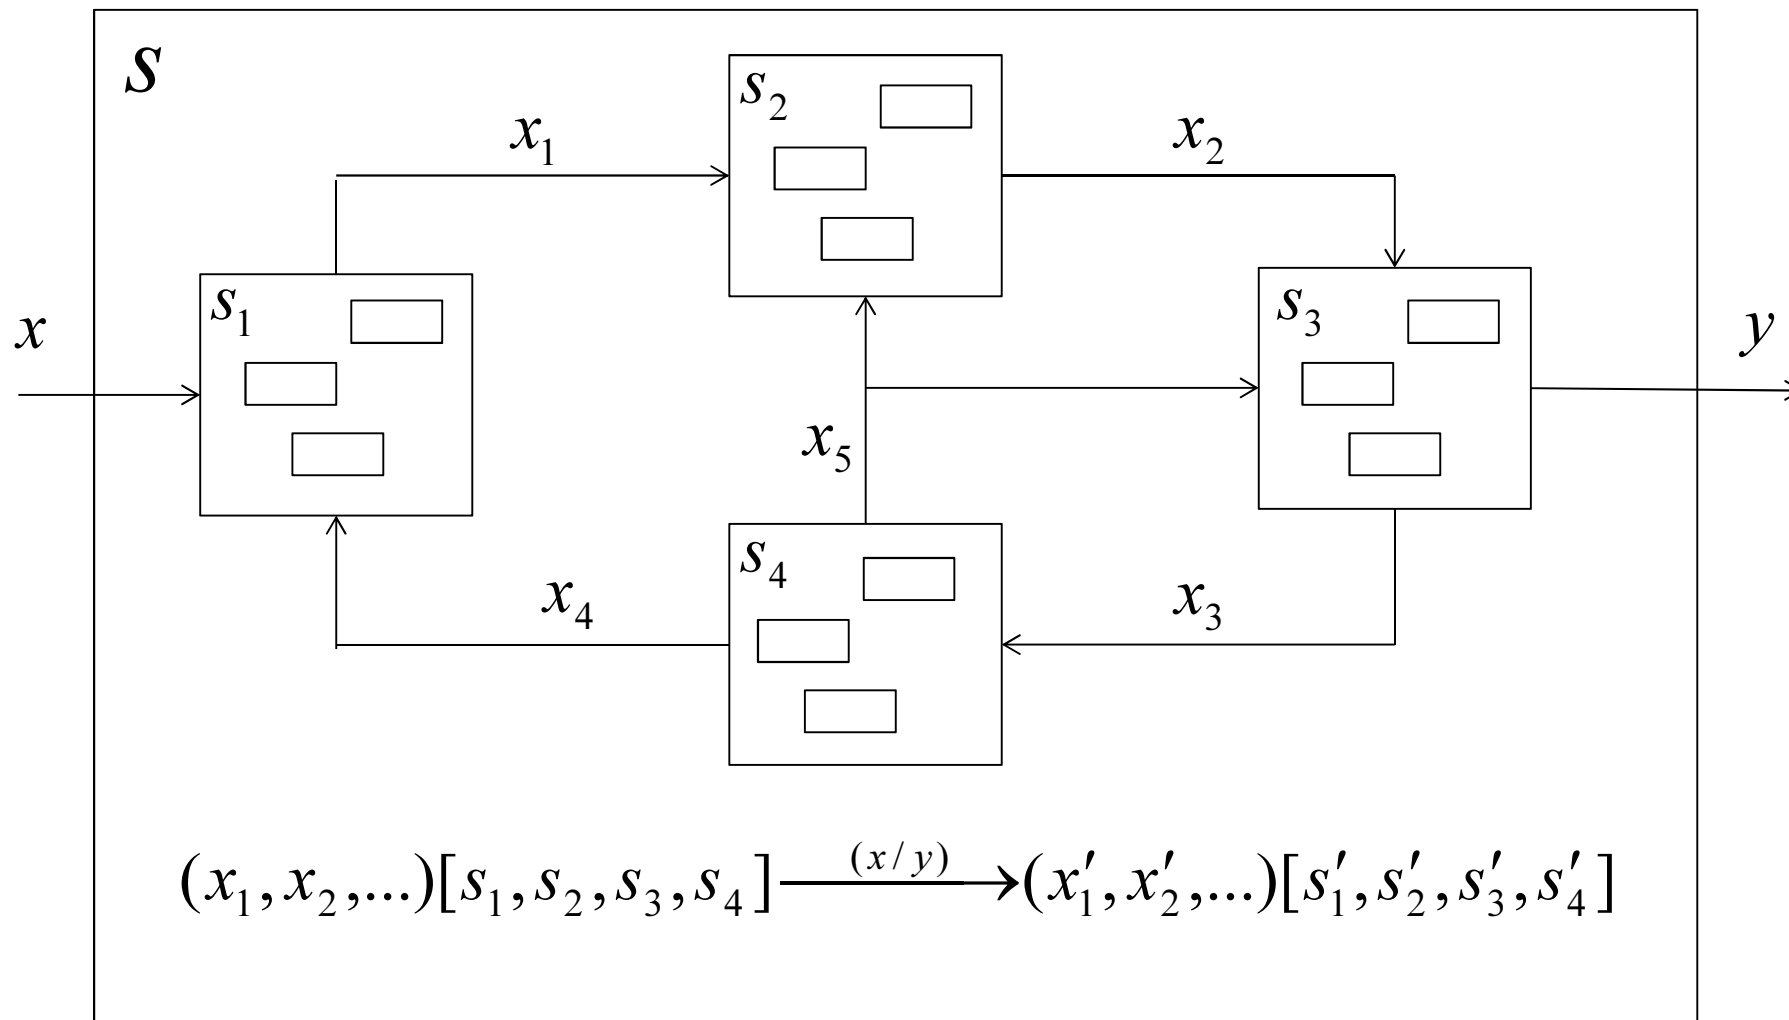 s
s₂
x₁
x₂
s₁
s₃
x
y
x₅
s₄
x₄
x₃
(x₁, x₂,...)[s₁, s₂, s₃, s₄] —(x / y)→ (x′₁, x′₂,...)[s′₁, s′₂, s′₃, s′₄]